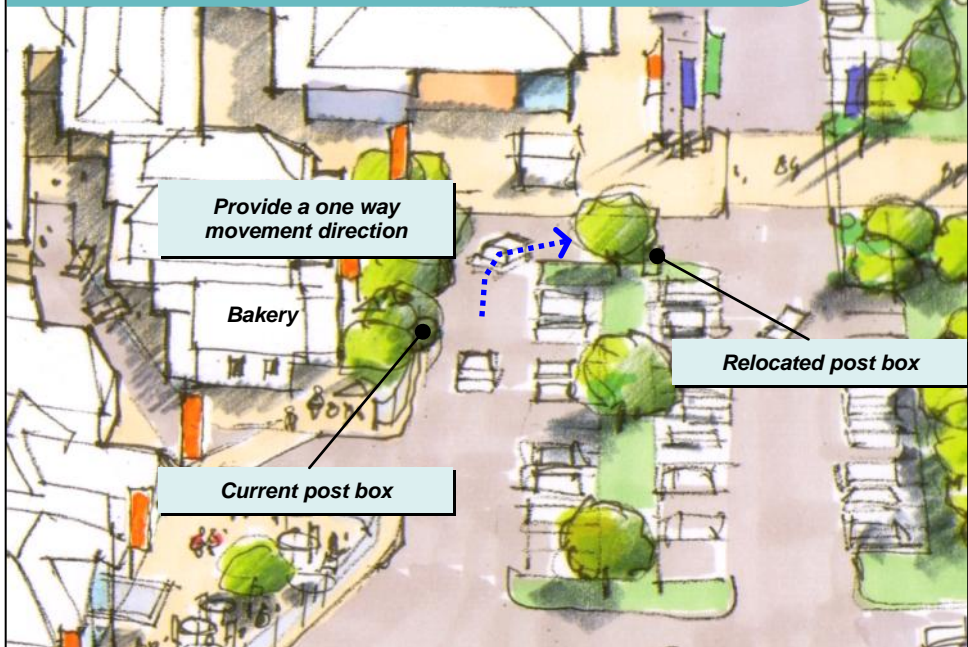 Provide a one way
movement direction
Bakery
Relocated post box
Current post box